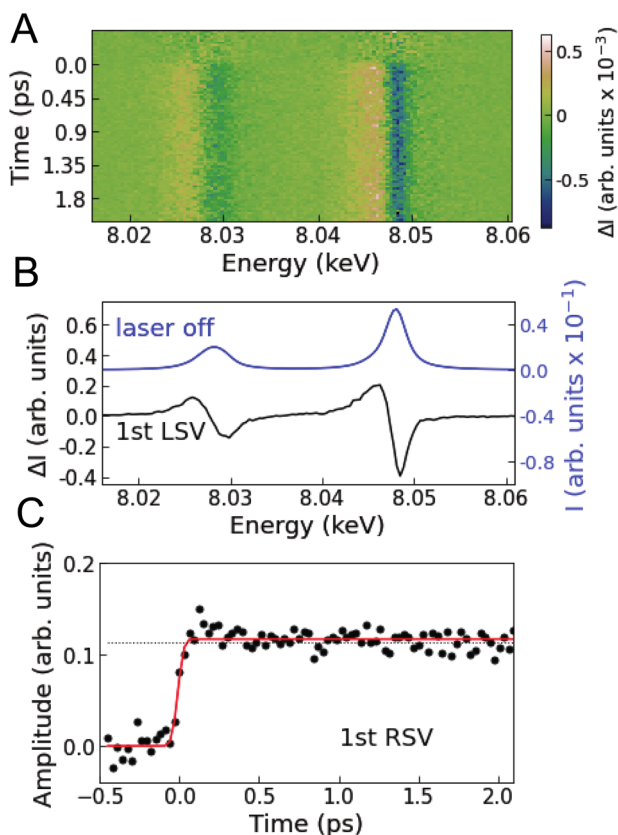 A
Time (ps)
0.0
0.45
0.9
1.35
1.8
8.02 8.03 8.04 8.05 8.06
Energy (keV)
0.5
0
-0.5
ΔI (arb. units x 10⁻³)
B
ΔI (arb. units)
0.6
0.4
0.2
0.0
-0.2
-0.4
laser off
1st LSV
0.4
0.0
-0.4
-0.8
I (arb. units x 10⁻¹)
8.02 8.03 8.04 8.05 8.06
Energy (keV)
C
Amplitude (arb. units)
0.2
0.1
0.0
1st RSV
−0.5 0.0 0.5 1.0 1.5 2.0
Time (ps)